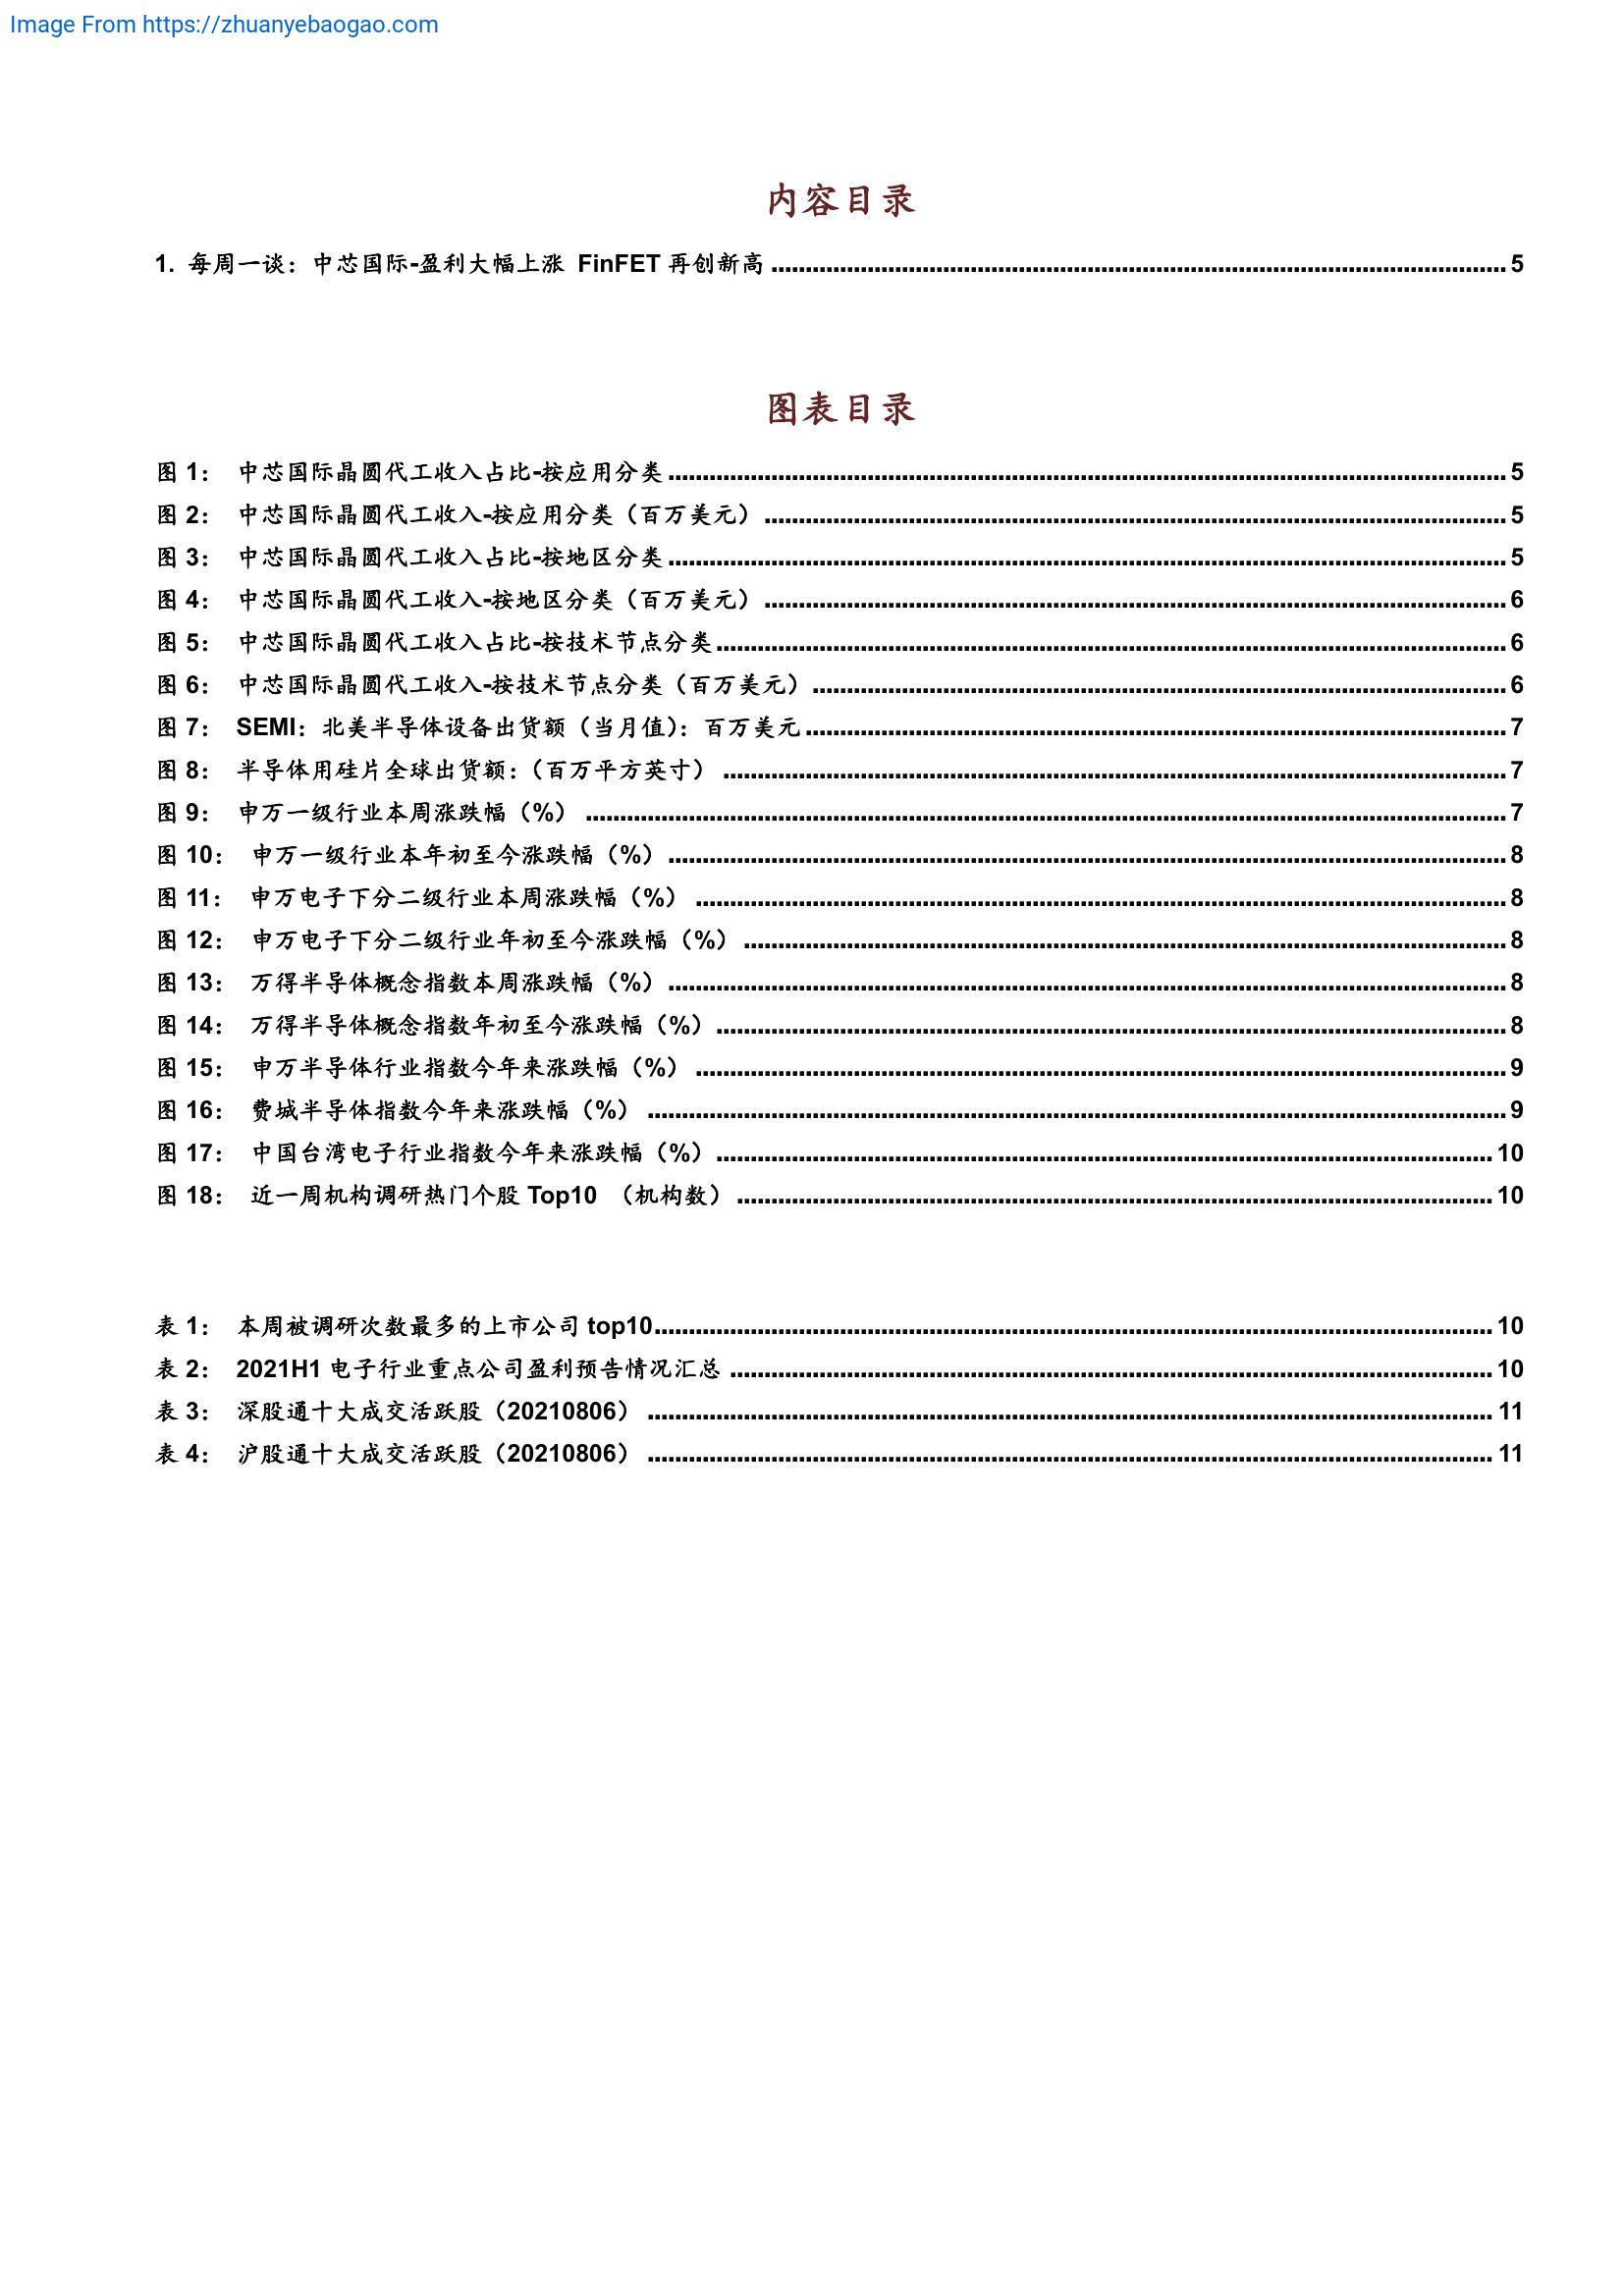 Image From https://zhuanyebaogao.com
内容目录
1. 每周一谈：中芯国际-盈利大幅上涨 FinFET 再创新高 5
图表目录
图 1： 中芯国际晶圆代工收入占比-按应用分类 5
图 2： 中芯国际晶圆代工收入-按应用分类（百万美元） 5
图 3： 中芯国际晶圆代工收入占比-按地区分类 5
图 4： 中芯国际晶圆代工收入-按地区分类（百万美元） 6
图 5： 中芯国际晶圆代工收入占比-按技术节点分类 6
图 6： 中芯国际晶圆代工收入-按技术节点分类（百万美元） 6
图 7： SEMI：北美半导体设备出货额（当月值）：百万美元 7
图 8： 半导体用硅片全球出货额：（百万平方英寸） 7
图 9： 申万一级行业本周涨跌幅（%） 7
图 10： 申万一级行业本年初至今涨跌幅（%） 8
图 11： 申万电子下分二级行业本周涨跌幅（%） 8
图 12： 申万电子下分二级行业年初至今涨跌幅（%） 8
图 13： 万得半导体概念指数本周涨跌幅（%） 8
图 14： 万得半导体概念指数年初至今涨跌幅（%） 8
图 15： 申万半导体行业指数今年来涨跌幅（%） 9
图 16： 费城半导体指数今年来涨跌幅（%） 9
图 17： 中国台湾电子行业指数今年来涨跌幅（%） 10
图 18： 近一周机构调研热门个股 Top10 （机构数） 10
表 1： 本周被调研次数最多的上市公司 top10 10
表 2： 2021H1 电子行业重点公司盈利预告情况汇总 10
表 3： 深股通十大成交活跃股（20210806） 11
表 4： 沪股通十大成交活跃股（20210806） 11